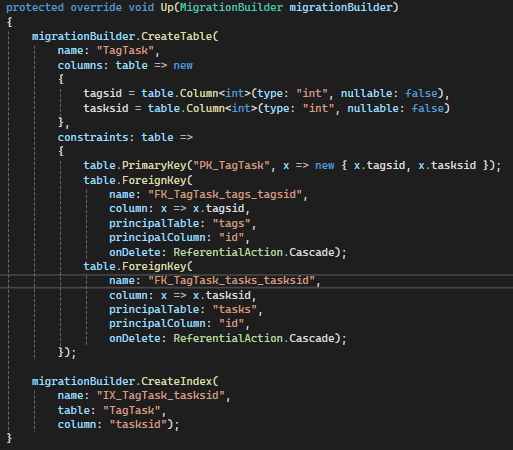 protected override void Up(MigrationBuilder migrationBuilder)
{
    migrationBuilder.CreateTable(
        name: "TagTask",
        columns: table => new
        {
            tagsid = table.Column<int>(type: "int", nullable: false),
            tasksid = table.Column<int>(type: "int", nullable: false)
        },
        constraints: table =>
        {
            table.PrimaryKey("PK_TagTask", x => new { x.tagsid, x.tasksid });
            table.ForeignKey(
                name: "FK_TagTask_tags_tagsid",
                column: x => x.tagsid,
                principalTable: "tags",
                principalColumn: "id",
                onDelete: ReferentialAction.Cascade);
            table.ForeignKey(
                name: "FK_TagTask_tasks_tasksid",
                column: x => x.tasksid,
                principalTable: "tasks",
                principalColumn: "id",
                onDelete: ReferentialAction.Cascade);
        });
    migrationBuilder.CreateIndex(
        name: "IX_TagTask_tasksid",
        table: "TagTask",
        column: "tasksid");
}